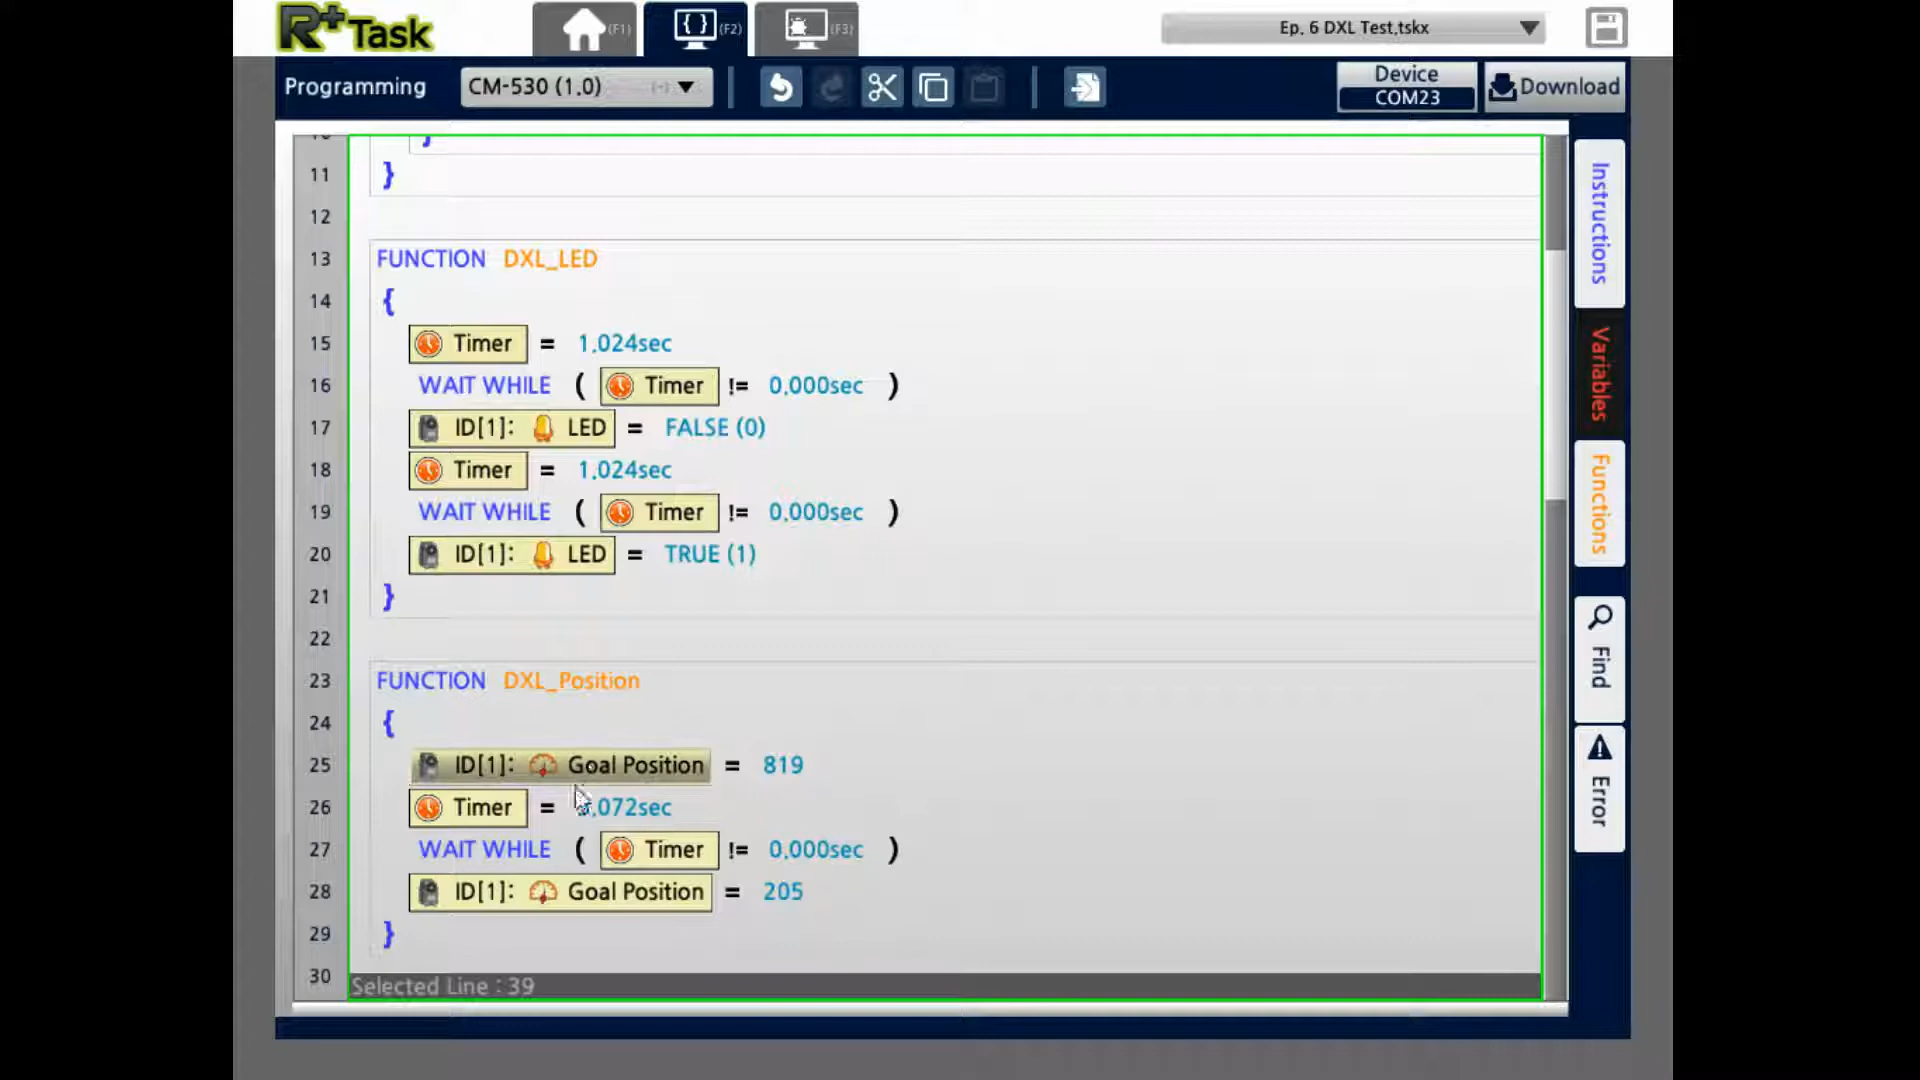 R+Task (F1) (F2) (F3) Ep. 6 DXL Test.tskx
Programming CM-530 (1.0) (-) Device COM23 Download
11 }
12
13 FUNCTION DXL_LED
14 {
15 Timer = 1.024sec
16 WAIT WHILE ( Timer != 0.000sec )
17 ID[1]: LED = FALSE (0)
18 Timer = 1.024sec
19 WAIT WHILE ( Timer != 0.000sec )
20 ID[1]: LED = TRUE (1)
21 }
22
23 FUNCTION DXL_Position
24 {
25 ID[1]: Goal Position = 819
26 Timer = .072sec
27 WAIT WHILE ( Timer != 0.000sec )
28 ID[1]: Goal Position = 205
29 }
30
Selected Line : 39
Instructions
Variables
Functions
Find
Error